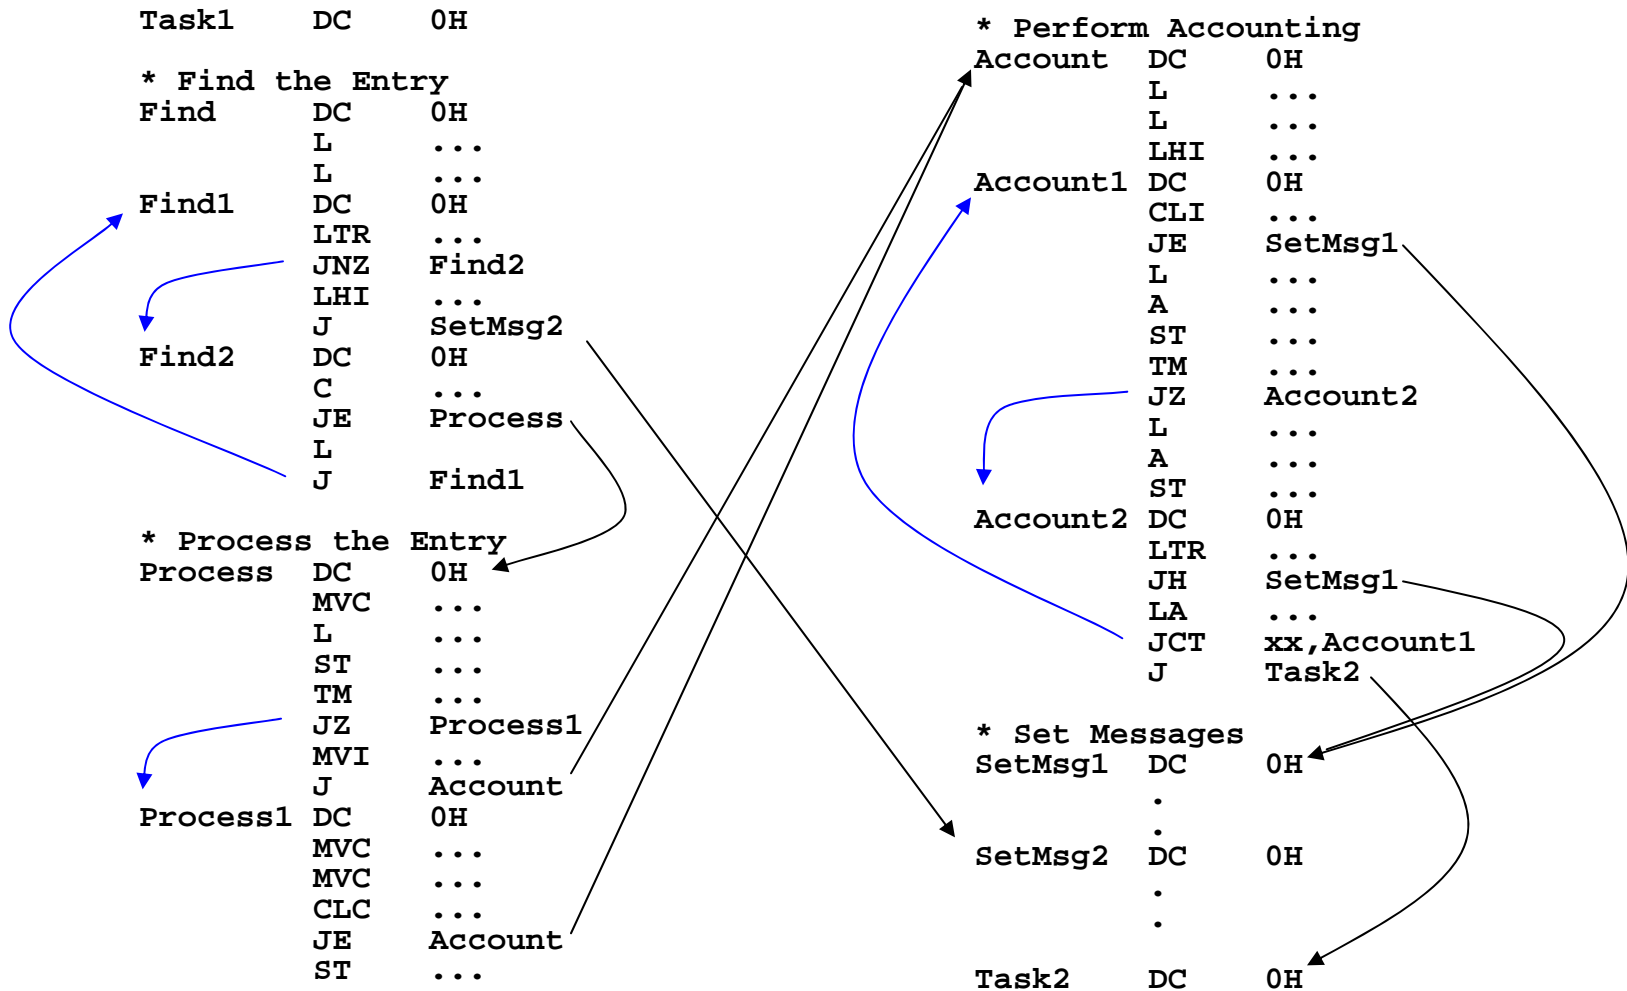 Task1    DC    0H
* Find the Entry
Find     DC    0H
         L     ...
         L     ...
Find1    DC    0H
         LTR   ...
         JNZ   Find2
         LHI   ...
         J     SetMsg2
Find2    DC    0H
         C     ...
         JE    Process
         L
         J     Find1
* Process the Entry
Process  DC    0H
         MVC   ...
         L     ...
         ST    ...
         TM    ...
         JZ    Process1
         MVI   ...
         J     Account
Process1 DC    0H
         MVC   ...
         MVC   ...
         CLC   ...
         JE    Account
         ST    ...
* Perform Accounting
Account  DC    0H
         L     ...
         L     ...
         LHI   ...
Account1 DC    0H
         CLI   ...
         JE    SetMsg1
         L     ...
         A     ...
         ST    ...
         TM    ...
         JZ    Account2
         L     ...
         A     ...
         ST    ...
Account2 DC    0H
         LTR   ...
         JH    SetMsg1
         LA    ...
         JCT   xx,Account1
         J     Task2
* Set Messages
SetMsg1  DC    0H
         .
         .
SetMsg2  DC    0H
         .
         .
Task2    DC    0H